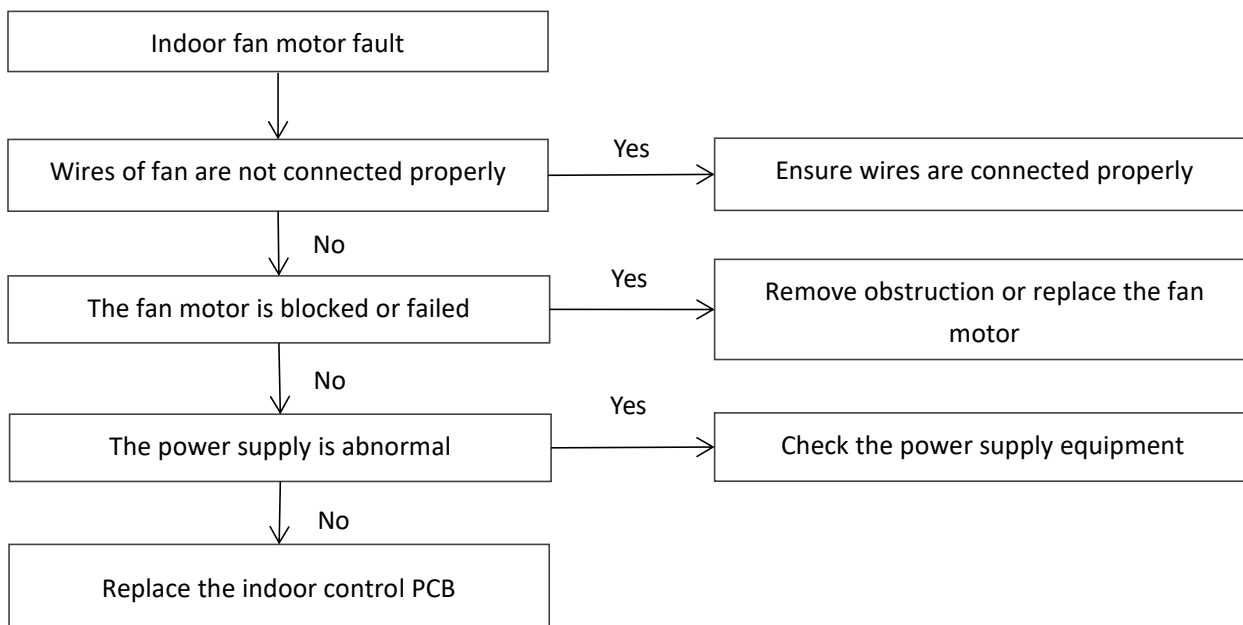 Indoor fan motor fault
Wires of fan are not connected properly
Yes
Ensure wires are connected properly
No
The fan motor is blocked or failed
Yes
Remove obstruction or replace the fan
motor
No
The power supply is abnormal
Yes
Check the power supply equipment
No
Replace the indoor control PCB